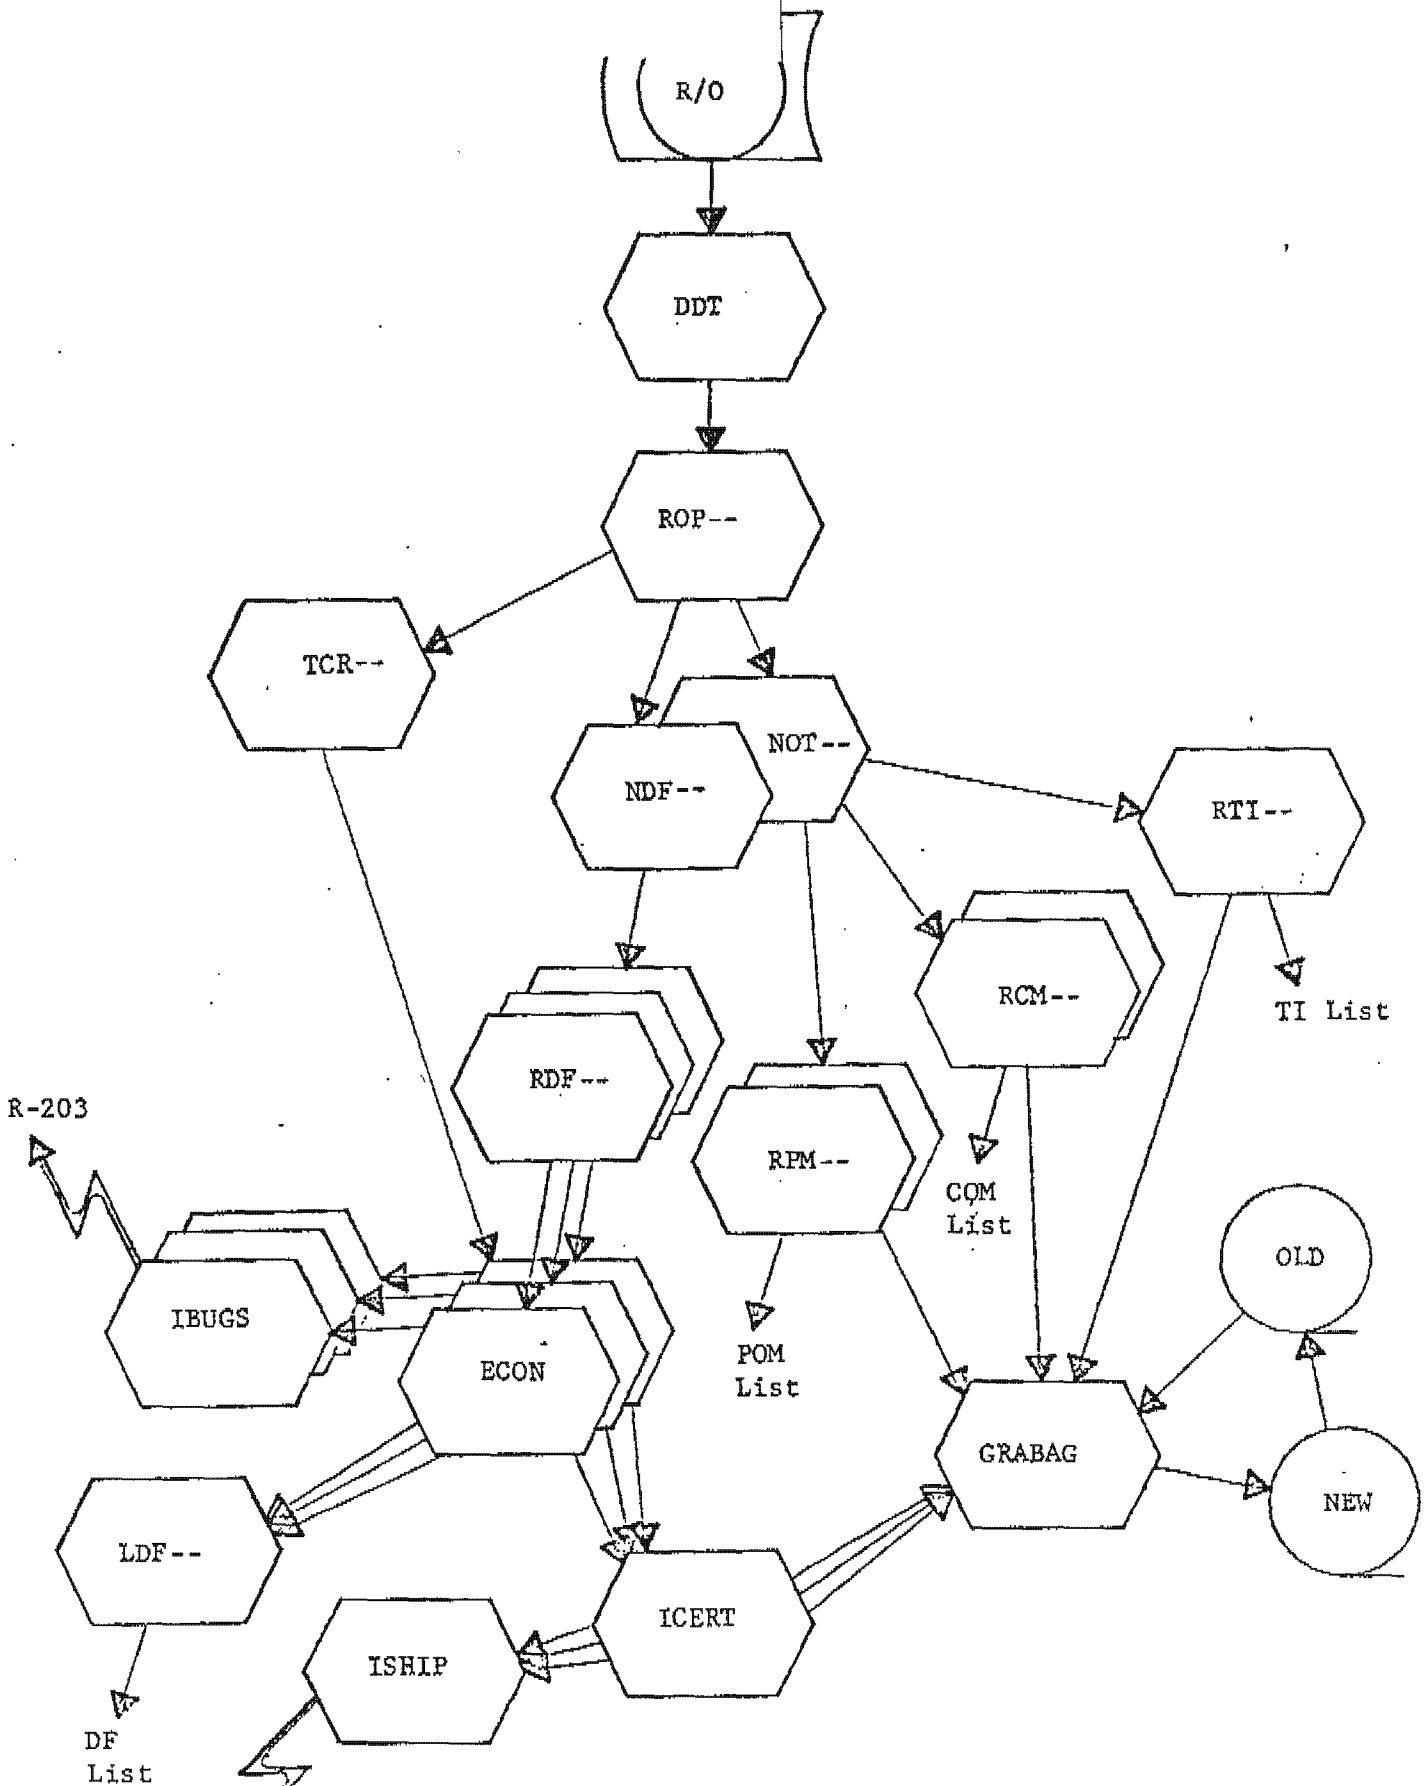 R/O
DDT
ROP--
TCR--
NOT--
NDF--
RTI--
RCM--
TI List
RDF--
R-203
RPM--
COM
List
OLD
IBUGS
POM
List
ECON
GRABAG
NEW
LDF--
ICERT
ISHIP
DF
List